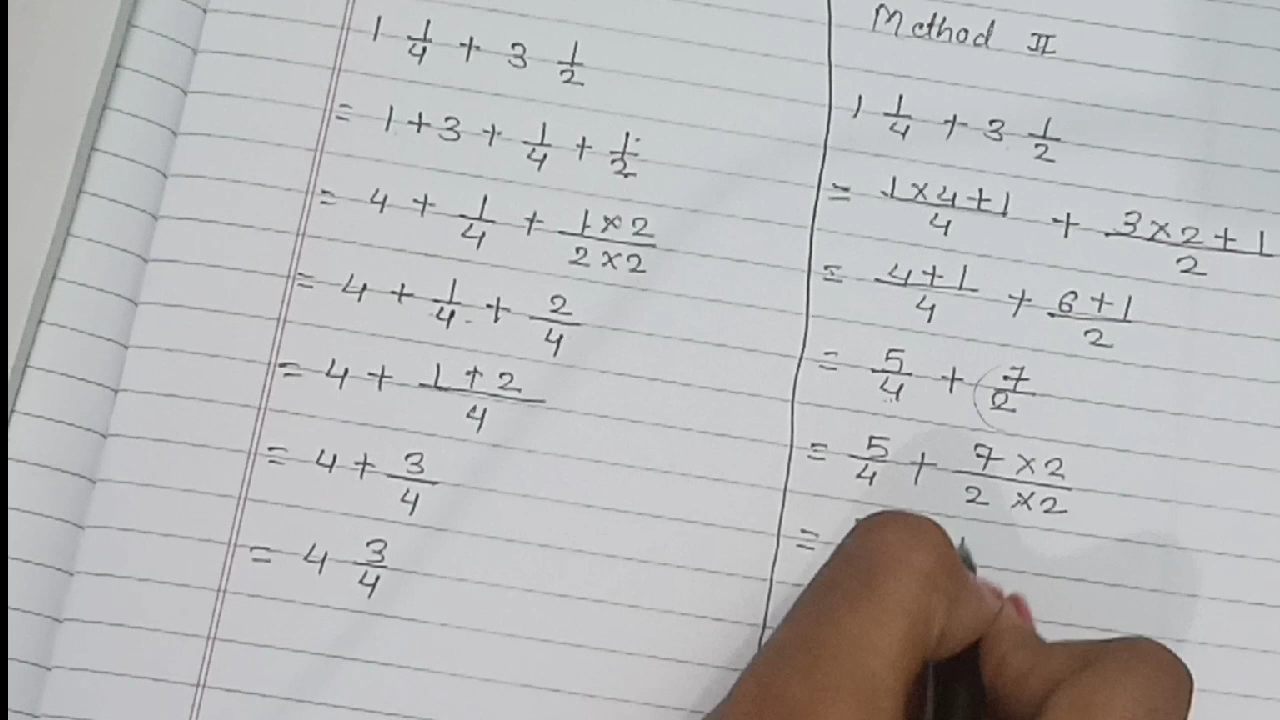 1 1/4 + 3 1/2
= 1 + 3 + 1/4 + 1/2
= 4 + 1/4 + 1×2/2×2
= 4 + 1/4 + 2/4
= 4 + 1+2/4
= 4 + 3/4
= 4 3/4
Method II
1 1/4 + 3 1/2
= 1×4+1/4 + 3×2+1/2
= 4+1/4 + 6+1/2
= 5/4 + 7/2
= 5/4 + 7×2/2×2
=